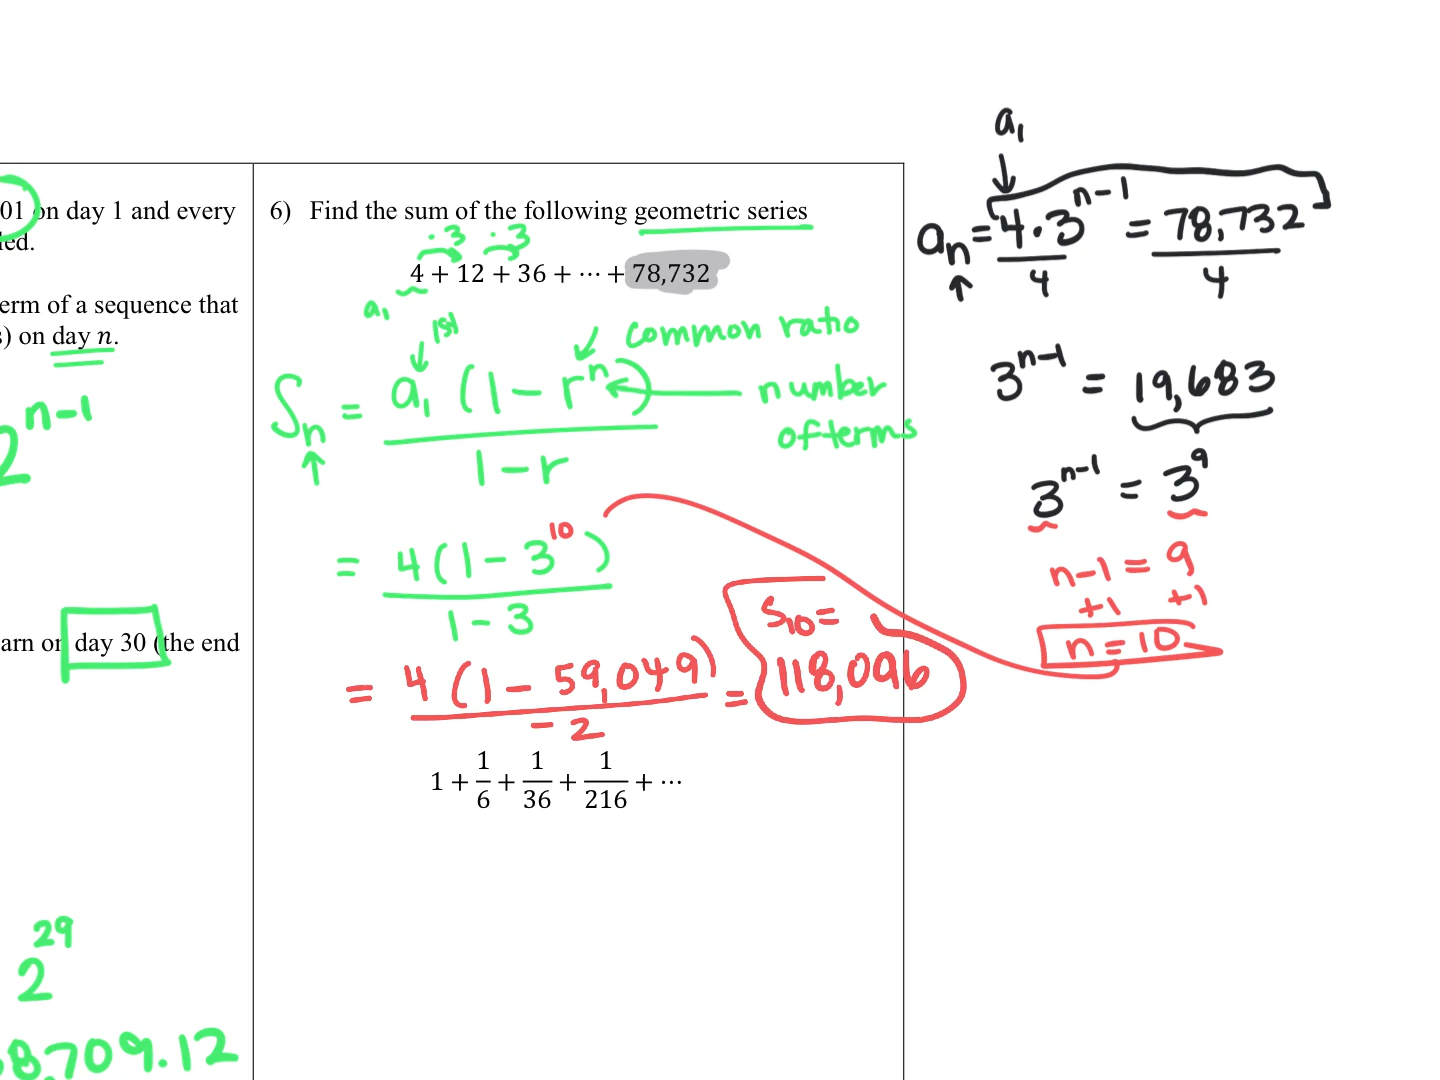 01 on day 1 and every
led.
erm of a sequence that
s) on day n.
2^{n-1}
arn on day 30 (the end
2^{29}
8,709.12
6) Find the sum of the following geometric series
·3 ·3
4 + 12 + 36 + ⋯ + 78,732
a₁
1st
common ratio
Sₙ = a₁(1 - rⁿ) / (1 - r)
number
of terms
= 4(1 - 3^{10}) / (1 - 3)
= 4(1 - 59,049) / -2 = S₁₀ = 118,096
1 + 1/6 + 1/36 + 1/216 + ⋯
a₁
aₙ = 4·3^{n-1} = 78,732
4 4
3^{n-1} = 19,683
3^{n-1} = 3^9
n-1 = 9
+1 +1
n = 10